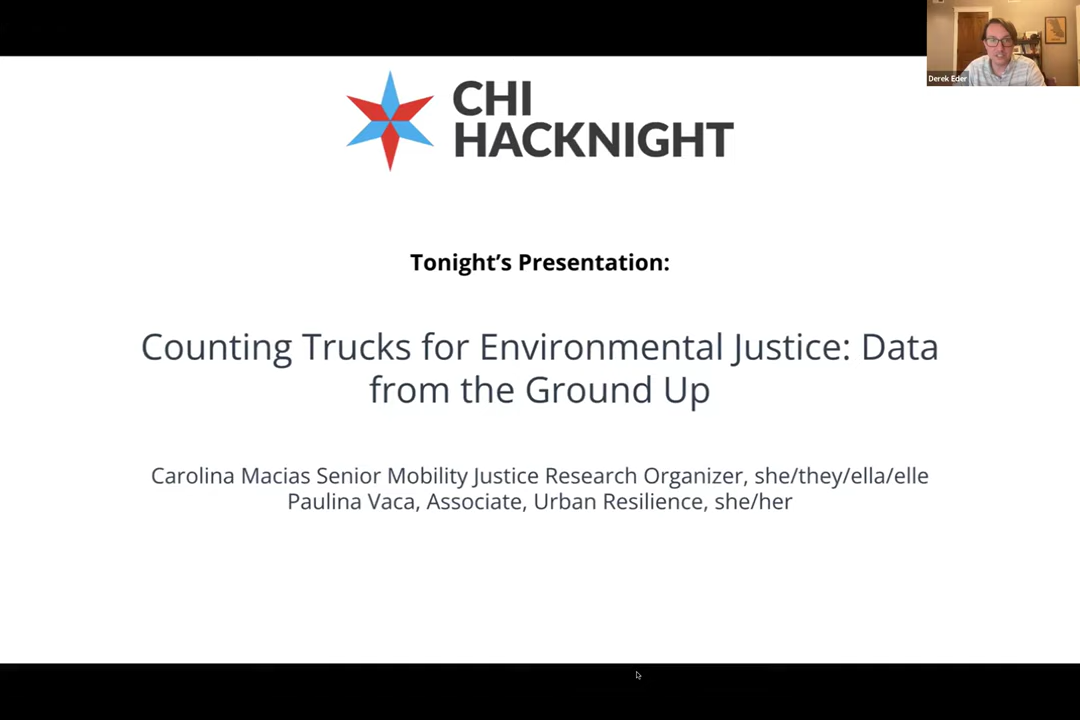 Derek Eder
CHI
HACKNIGHT
Tonight's Presentation:
Counting Trucks for Environmental Justice: Data
from the Ground Up
Carolina Macias Senior Mobility Justice Research Organizer, she/they/ella/elle
Paulina Vaca, Associate, Urban Resilience, she/her